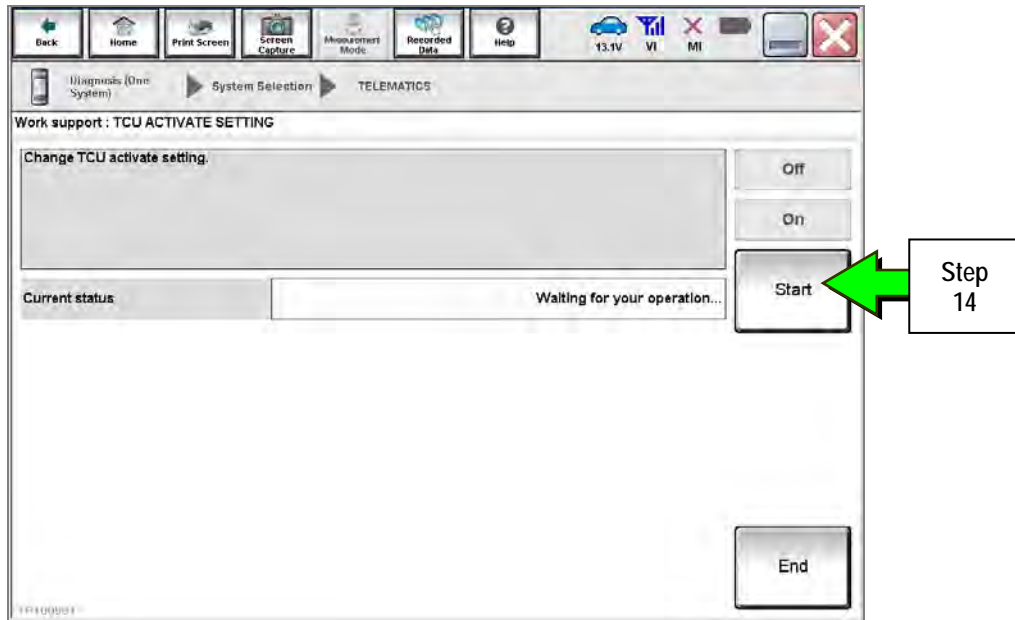 Back Home Print Screen Screen Capture Measurement Mode Recorded Data Help 13.1V VI MI
Diagnosis (One System) System Selection TELEMATICS
Work support : TCU ACTIVATE SETTING
Change TCU activate setting.
Off
On
Current status
Waiting for your operation...
Start
Step
14
End